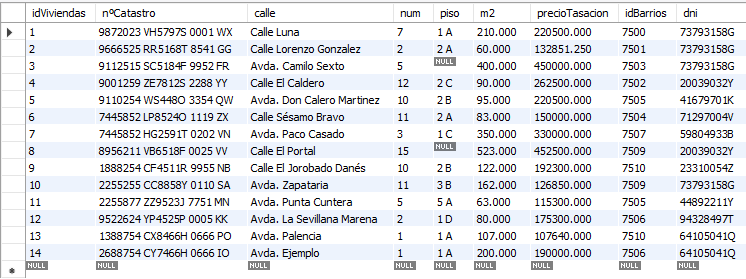 idViviendas nºCatastro calle num piso m2 precioTasacion idBarrios dni
1 9872023 VH5797S 0001 WX Calle Luna 7 1 A 210.000 220500.000 7500 73793158G
2 9666525 RR5168T 8541 GG Calle Lorenzo Gonzalez 2 2 A 60.000 132851.250 7501 73793158G
3 9112515 SC5184F 9952 FR Avda. Camilo Sexto 5 NULL 400.000 450000.000 7503 73793158G
4 9001259 ZE7812S 2288 YY Calle El Caldero 12 2 C 90.000 262500.000 7502 20039032Y
5 9110254 WS448O 3354 QW Avda. Don Calero Martinez 10 2 B 95.000 220500.000 7505 41679701K
6 7445852 LP8524O 1119 ZX Calle Sésamo Bravo 11 2 A 83.000 150000.000 7504 71297004V
7 7445852 HG2591T 0202 VN Avda. Paco Casado 3 1 C 350.000 330000.000 7507 59804933B
8 8956211 VB6518F 0025 VV Calle El Portal 15 NULL 523.000 452500.000 7509 20039032Y
9 1888254 CF4511R 9955 NB Calle El Jorobado Danés 10 2 B 122.000 192300.000 7510 23310054Z
10 2255255 CC8858Y 0110 SA Avda. Zapataria 11 3 B 162.000 126850.000 7509 73793158G
11 2255877 ZZ9523J 7751 MN Avda. Punta Cuntera 5 5 A 63.000 115300.000 7505 44892211Y
12 9522624 YP4525P 0005 KK Avda. La Sevillana Marena 2 1 D 80.000 175300.000 7506 94328497T
13 1388754 CX8466H 0666 PO Avda. Palencia 1 1 A 107.000 107640.000 7510 64105041Q
14 2688754 CY7466H 0666 IO Avda. Ejemplo 1 1 A 200.000 190000.000 7506 64105041Q
NULL NULL NULL NULL NULL NULL NULL NULL NULL